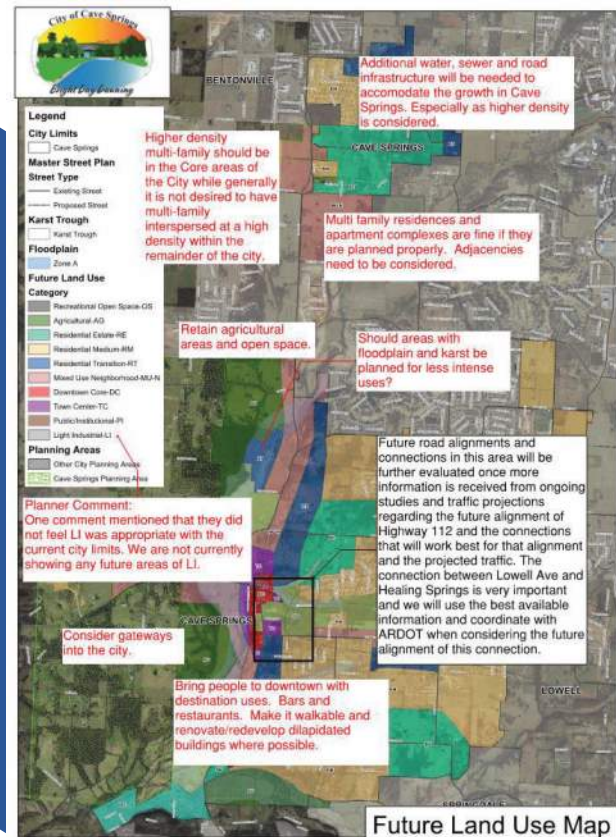 City of Cave Springs
Bright Day Dawning
Legend
City Limits
Cave Springs
Master Street Plan
Street Type
Existing Street
Proposed Street
Karst Trough
Karst Trough
Floodplain
Zone A
Future Land Use
Category
Recreational Open Space-OS
Agricultural-AG
Residential Estate-RE
Residential Medium-RM
Residential Transition-RT
Mixed Use Neighborhood-MU-N
Downtown Core-DC
Town Center-TC
Public/Institutional-PI
Light Industrial-LI
Planning Areas
Other City Planning Areas
Cave Springs Planning Area
BENTONVILLE
Additional water, sewer and road
infrastructure will be needed to
accomodate the growth in Cave
Springs. Especially as higher density
is considered.
CAVE SPRINGS
Higher density
multi-family should be
in the Core areas of
the City while generally
it is not desired to have
multi-family
interspersed at a high
density within the
remainder of the city.
Multi family residences and
apartment complexes are fine if they
are planned properly. Adjacencies
need to be considered.
Retain agricultural
areas and open space.
Should areas with
floodplain and karst be
planned for less intense
uses?
Planner Comment:
One comment mentioned that they did
not feel LI was appropriate with the
current city limits. We are not currently
showing any future areas of LI.
Future road alignments and
connections in this area will be
further evaluated once more
information is received from ongoing
studies and traffic projections
regarding the future alignment of
Highway 112 and the connections
that will work best for that alignment
and the projected traffic. The
connection between Lowell Ave and
Healing Springs is very important
and we will use the best available
information and coordinate with
ARDOT when considering the future
alignment of this connection.
CAVE SPRINGS
Consider gateways
into the city.
Bring people to downtown with
destination uses. Bars and
restaurants. Make it walkable and
renovate/redevelop dilapidated
buildings where possible.
LOWELL
Future Land Use Map